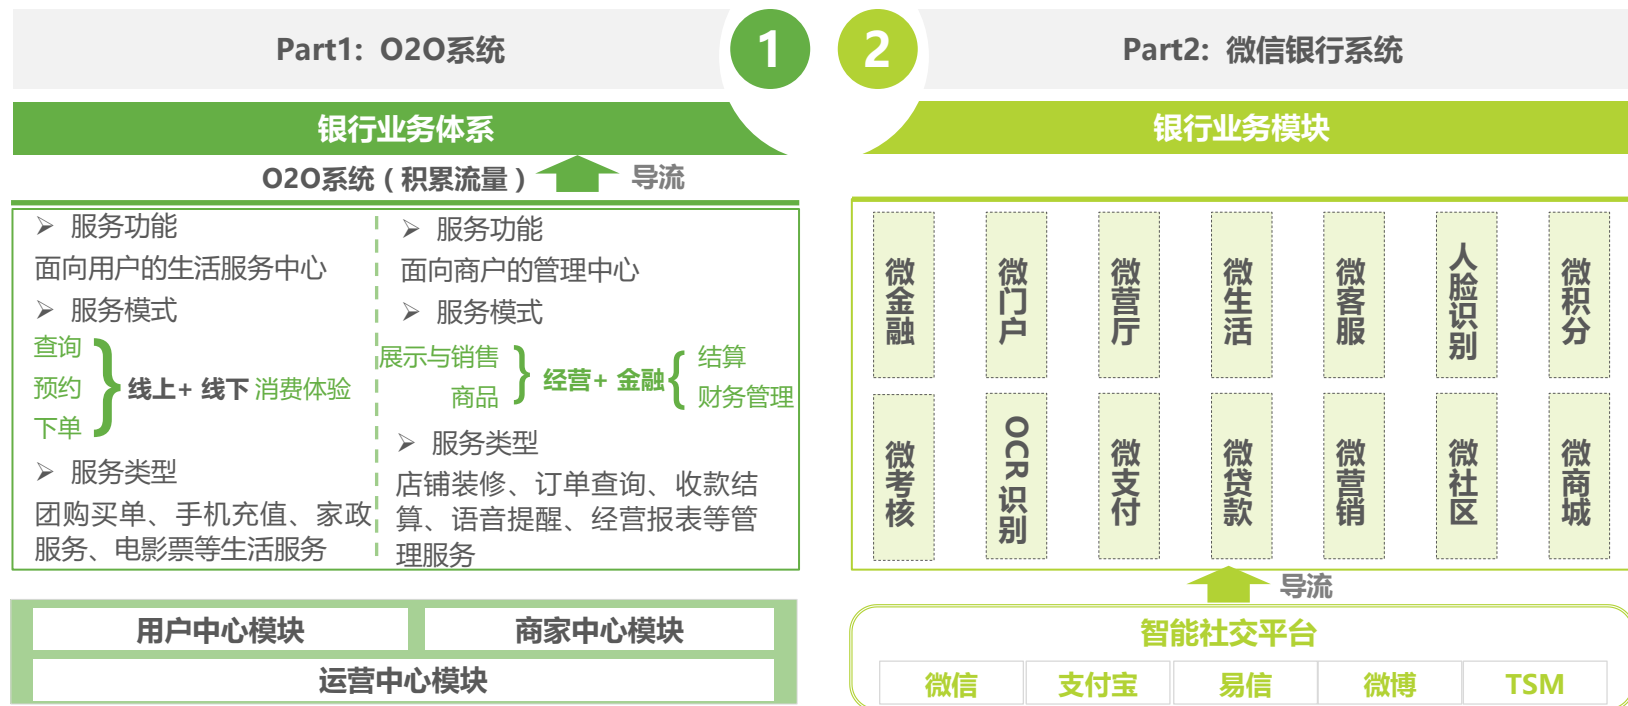 Part1: O2O系统
1
银行业务体系
O2O系统（积累流量）
导流
➢ 服务功能
面向用户的生活服务中心
➢ 服务模式
查询
预约
下单
线上+ 线下 消费体验
➢ 服务类型
团购买单、手机充值、家政
服务、电影票等生活服务
➢ 服务功能
面向商户的管理中心
➢ 服务模式
展示与销售
商品
经营+ 金融
结算
财务管理
➢ 服务类型
店铺装修、订单查询、收款结
算、语音提醒、经营报表等管
理服务
用户中心模块
商家中心模块
运营中心模块
2
Part2: 微信银行系统
银行业务模块
微金融
微门户
微营厅
微生活
微客服
人脸识别
微积分
微考核
OCR识别
微支付
微贷款
微营销
微社区
微商城
导流
智能社交平台
微信
支付宝
易信
微博
TSM